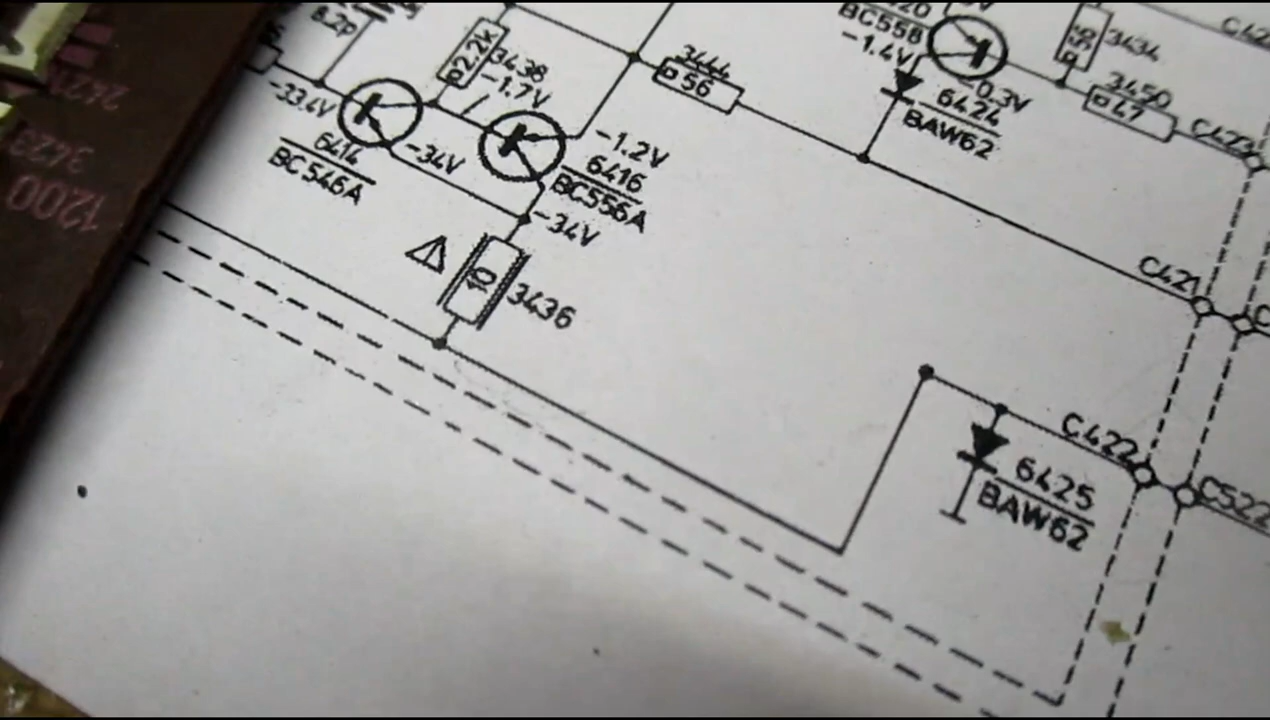 8.2p
2.2k
3438
-1.7V
-33.4V
6414
BC546A
-34V
-1.2V
6416
BC556A
-34V
10
3436
3444
56
BC558
-1.4V
6424
BAW62
-0.3V
3434
3450
47
C421
C422
6425
BAW62
C522
3423
1200